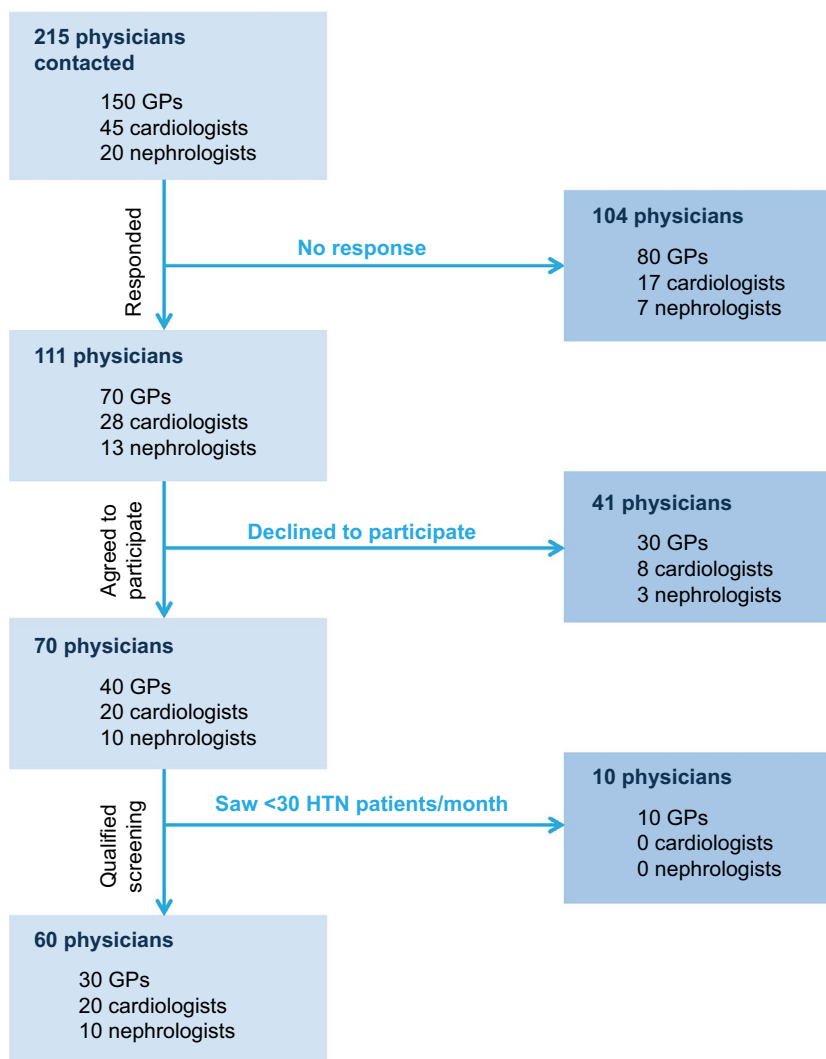 215 physicians
contacted
150 GPs
45 cardiologists
20 nephrologists
Responded
No response
104 physicians
80 GPs
17 cardiologists
7 nephrologists
111 physicians
70 GPs
28 cardiologists
13 nephrologists
Agreed to
participate
Declined to participate
41 physicians
30 GPs
8 cardiologists
3 nephrologists
70 physicians
40 GPs
20 cardiologists
10 nephrologists
Qualified
screening
Saw <30 HTN patients/month
10 physicians
10 GPs
0 cardiologists
0 nephrologists
60 physicians
30 GPs
20 cardiologists
10 nephrologists